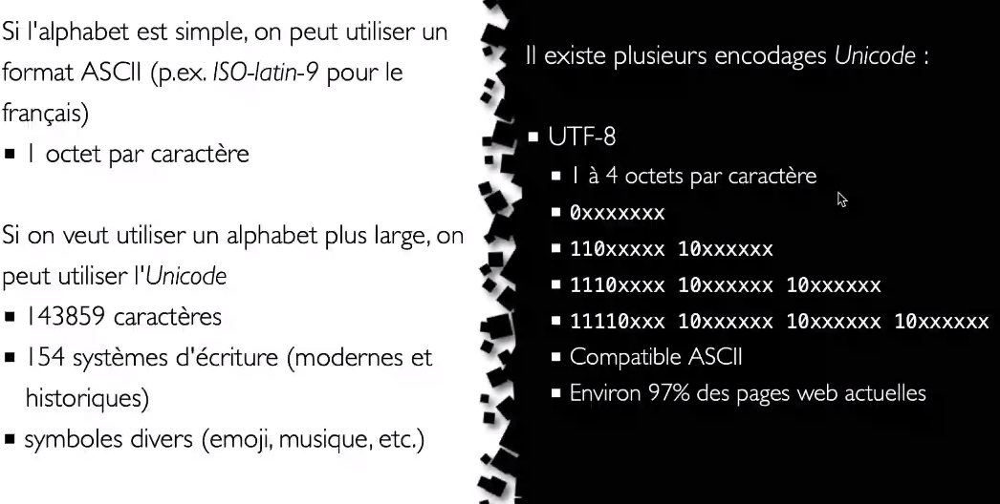 Si l'alphabet est simple, on peut utiliser un
format ASCII (p.ex. ISO-latin-9 pour le
français)
▪ 1 octet par caractère
Si on veut utiliser un alphabet plus large, on
peut utiliser l'Unicode
▪ 143859 caractères
▪ 154 systèmes d'écriture (modernes et
historiques)
▪ symboles divers (emoji, musique, etc.)
Il existe plusieurs encodages Unicode :
▪ UTF-8
▪ 1 à 4 octets par caractère
▪ 0xxxxxxx
▪ 110xxxxx 10xxxxxx
▪ 1110xxxx 10xxxxxx 10xxxxxx
▪ 11110xxx 10xxxxxx 10xxxxxx 10xxxxxx
▪ Compatible ASCII
▪ Environ 97% des pages web actuelles